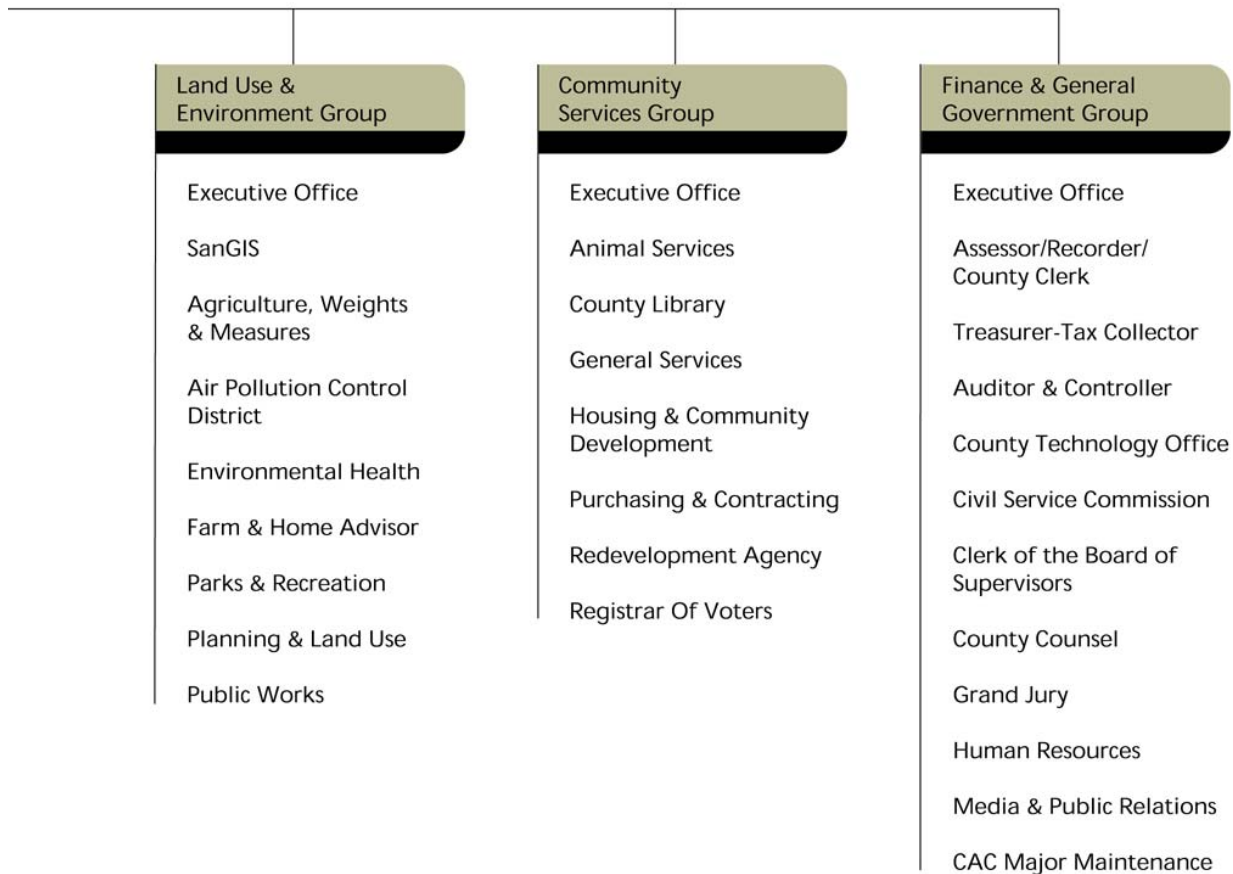 Land Use &
Environment Group
Executive Office
SanGIS
Agriculture, Weights
& Measures
Air Pollution Control
District
Environmental Health
Farm & Home Advisor
Parks & Recreation
Planning & Land Use
Public Works
Community
Services Group
Executive Office
Animal Services
County Library
General Services
Housing & Community
Development
Purchasing & Contracting
Redevelopment Agency
Registrar Of Voters
Finance & General
Government Group
Executive Office
Assessor/Recorder/
County Clerk
Treasurer-Tax Collector
Auditor & Controller
County Technology Office
Civil Service Commission
Clerk of the Board of
Supervisors
County Counsel
Grand Jury
Human Resources
Media & Public Relations
CAC Major Maintenance